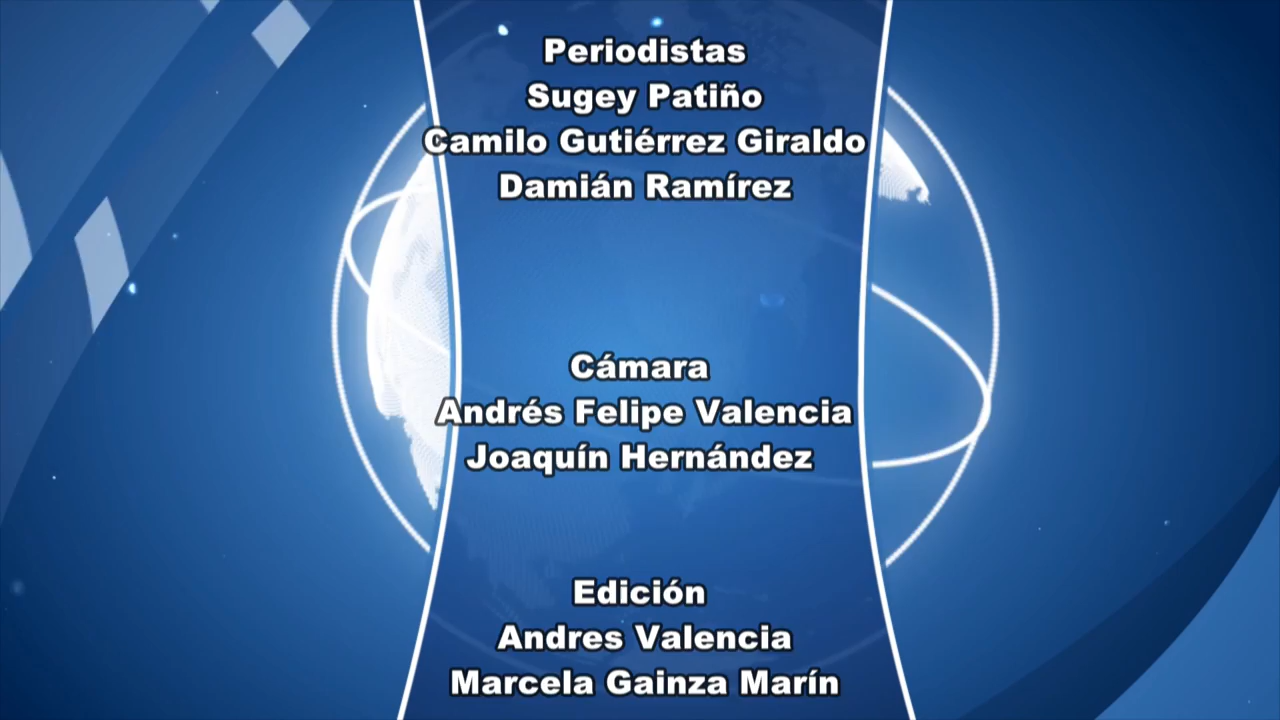 Periodistas
Sugey Patiño
Camilo Gutiérrez Giraldo
Damián Ramírez
Cámara
Andrés Felipe Valencia
Joaquín Hernández
Edición
Andres Valencia
Marcela Gainza Marín